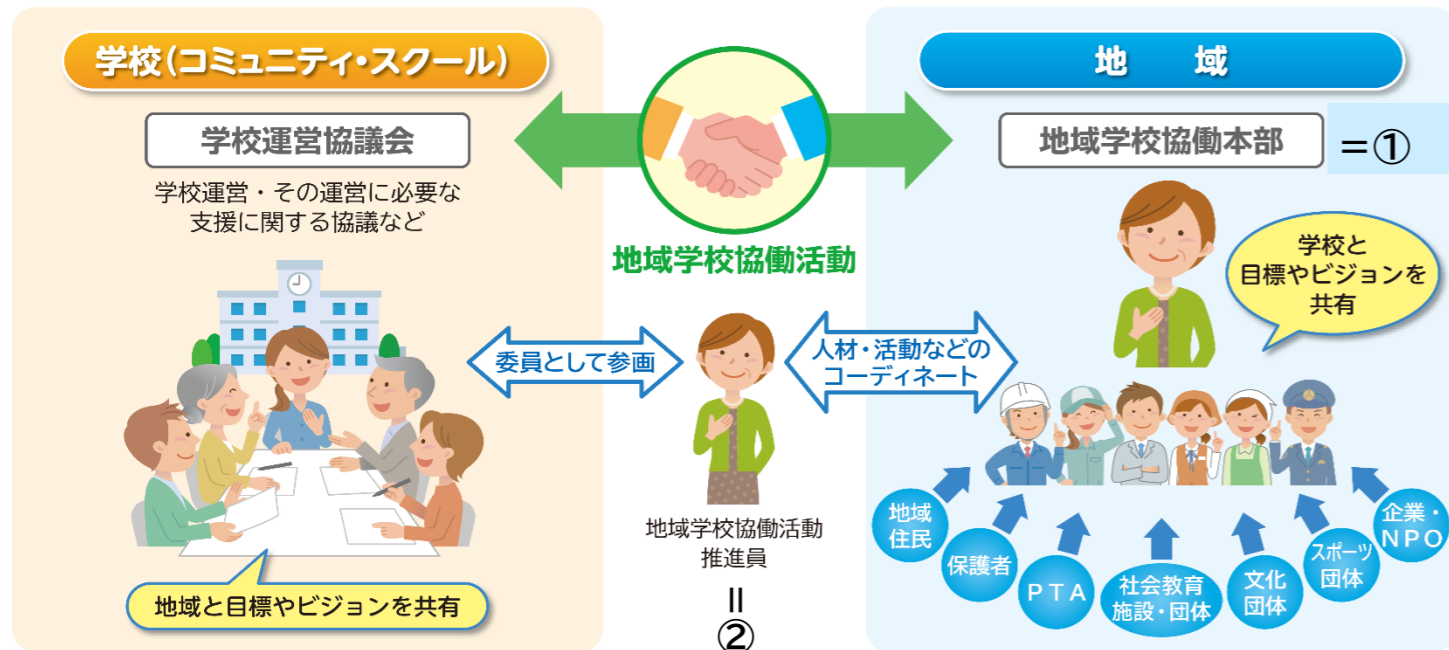 学校(コミュニティ・スクール)
学校運営協議会
学校運営・その運営に必要な
支援に関する協議など
地域と目標やビジョンを共有
地域学校協働活動
委員として参画
人材・活動などの
コーディネート
地域学校協働活動
推進員
=
②
地　域
地域学校協働本部
=①
学校と
目標やビジョンを
共有
地域
住民
保護者
PTA
社会教育
施設・団体
文化
団体
スポーツ
団体
企業・
NPO